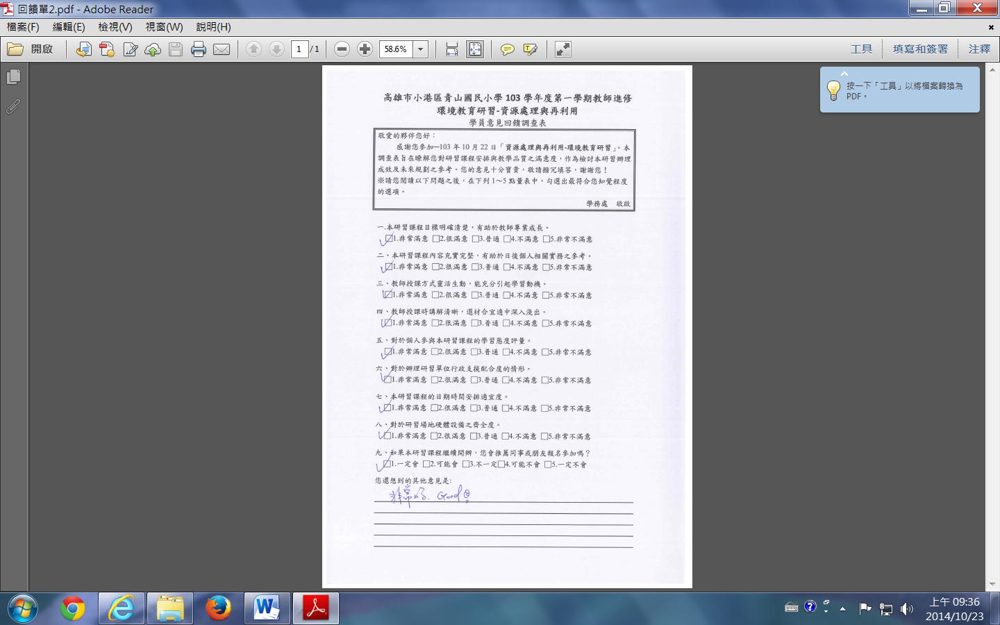 回饋單2.pdf - Adobe Reader
檔案(F) 編輯(E) 檢視(V) 視窗(W) 說明(H)
開啟 1 / 1 58.6% 工具 填寫和簽署 注釋
按一下「工具」以將檔案轉換為
PDF。
高雄市小港區青山國民小學 103 學年度第一學期教師進修
環境教育研習-資源處理與再利用
學員意見回饋調查表
敬愛的夥伴您好：
感謝您參加─103 年 10 月 22 日「資源處理與再利用-環境教育研習」。本
調查表旨在瞭解您對研習課程安排與教學品質之滿意度，作為檢討本研習辦理
成效及未來規劃之參考。您的意見十分寶貴，敬請撥冗填答，謝謝您！
※請您閱讀以下問題之後，在下列 1～5 點量表中，勾選出最符合您知覺程度
的選項。
學務處 敬啟
一.本研習課程目標明確清楚，有助於教師專業成長。
□1.非常滿意 □2.很滿意 □3.普通 □4.不滿意 □5.非常不滿意
二、本研習課程內容充實完整，有助於日後個人相關實務之參考。
□1.非常滿意 □2.很滿意 □3.普通 □4.不滿意 □5.非常不滿意
三、教師授課方式靈活生動，能充分引起學習動機。
□1.非常滿意 □2.很滿意 □3.普通 □4.不滿意 □5.非常不滿意
四、教師授課時講解清晰，選材合宜適中深入淺出。
□1.非常滿意 □2.很滿意 □3.普通 □4.不滿意 □5.非常不滿意
五、對於個人參與本研習課程的學習態度評量。
□1.非常滿意 □2.很滿意 □3.普通 □4.不滿意 □5.非常不滿意
六、對於辦理研習單位行政支援配合度的情形。
□1.非常滿意 □2.很滿意 □3.普通 □4.不滿意 □5.非常不滿意
七、本研習課程的日期時間安排適宜度。
□1.非常滿意 □2.很滿意 □3.普通 □4.不滿意 □5.非常不滿意
八、對於研習場地硬體設備之齊全度。
□1.非常滿意 □2.很滿意 □3.普通 □4.不滿意 □5.非常不滿意
九、如果本研習課程繼續開辦，您會推薦同事或朋友報名參加嗎？
□1.一定會 □2.可能會 □3.不一定□4.可能不會 □5.一定不會
您還想到的其他意見是:
非常好. Good!
上午 09:36
2014/10/23